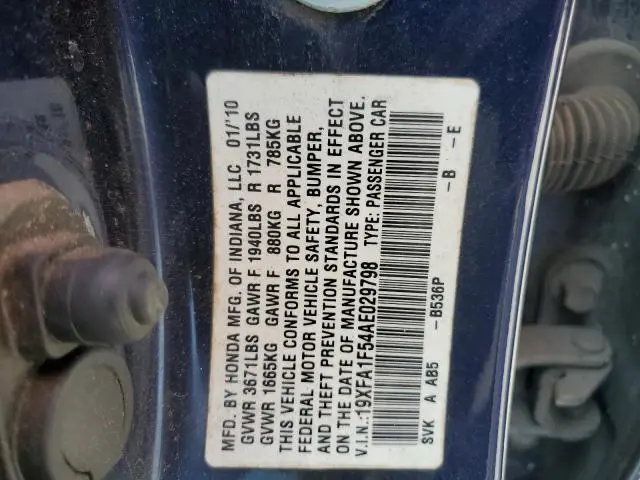 MFD. BY HONDA MFG. OF INDIANA, LLC 01/'10
GVWR 3671LBS GAWR F 1940LBS R 1731LBS
GVWR 1665KG GAWR F 880KG R 785KG
THIS VEHICLE CONFORMS TO ALL APPLICABLE
FEDERAL MOTOR VEHICLE SAFETY, BUMPER,
AND THEFT PREVENTION STANDARDS IN EFFECT
ON THE DATE OF MANUFACTURE SHOWN ABOVE.
V.I.N.:19XFA1F54AE029798 TYPE: PASSENGER CAR
-B536P -B -E
SVK A AB5